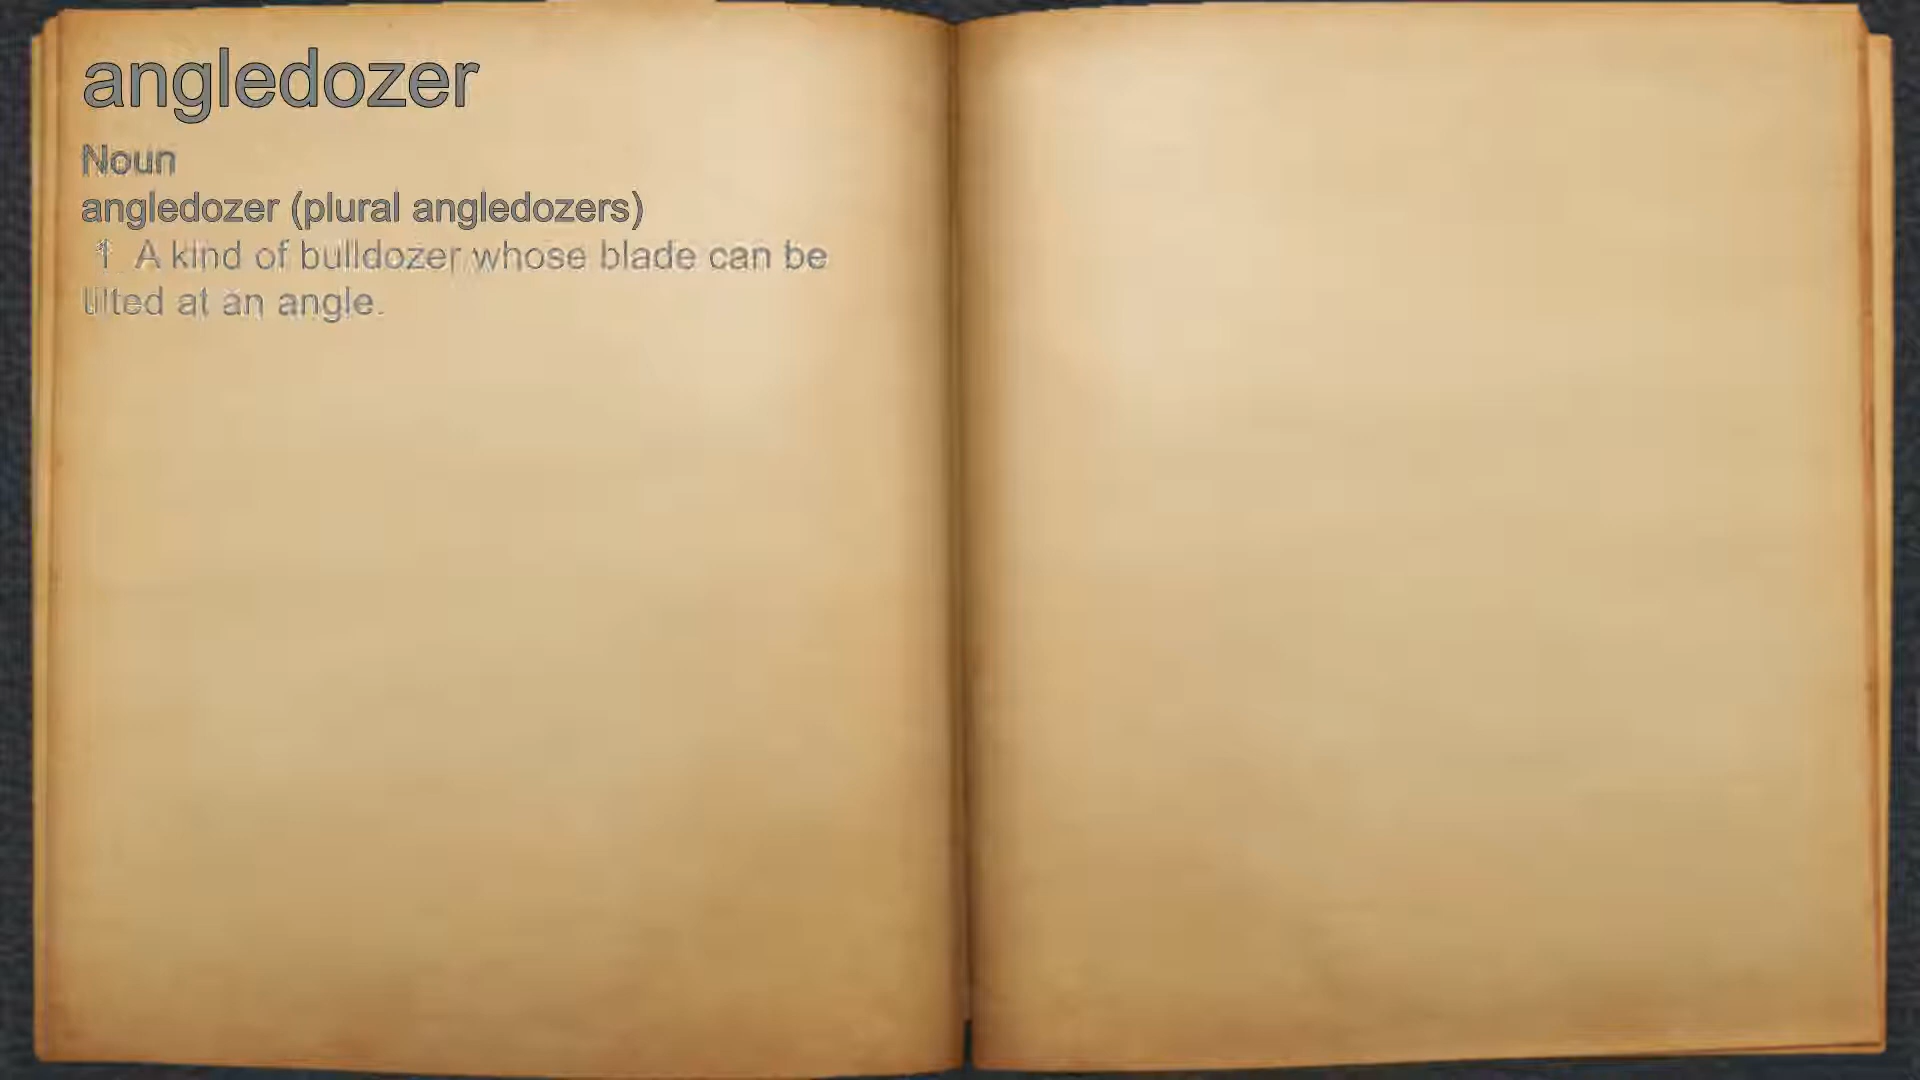 angledozer
Noun
angledozer (plural angledozers)
1 A kind of bulldozer whose blade can be
tilted at an angle.